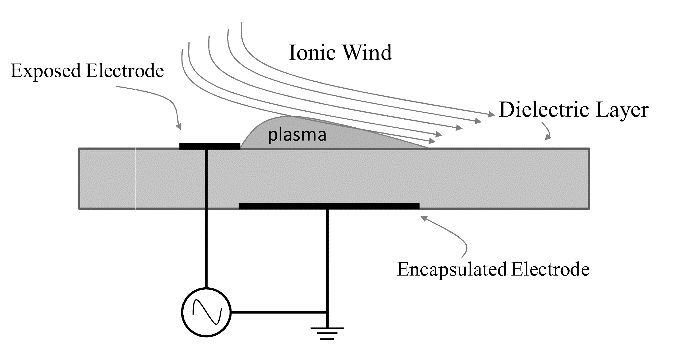 Ionic Wind
Exposed Electrode
Dielectric Layer
plasma
Encapsulated Electrode